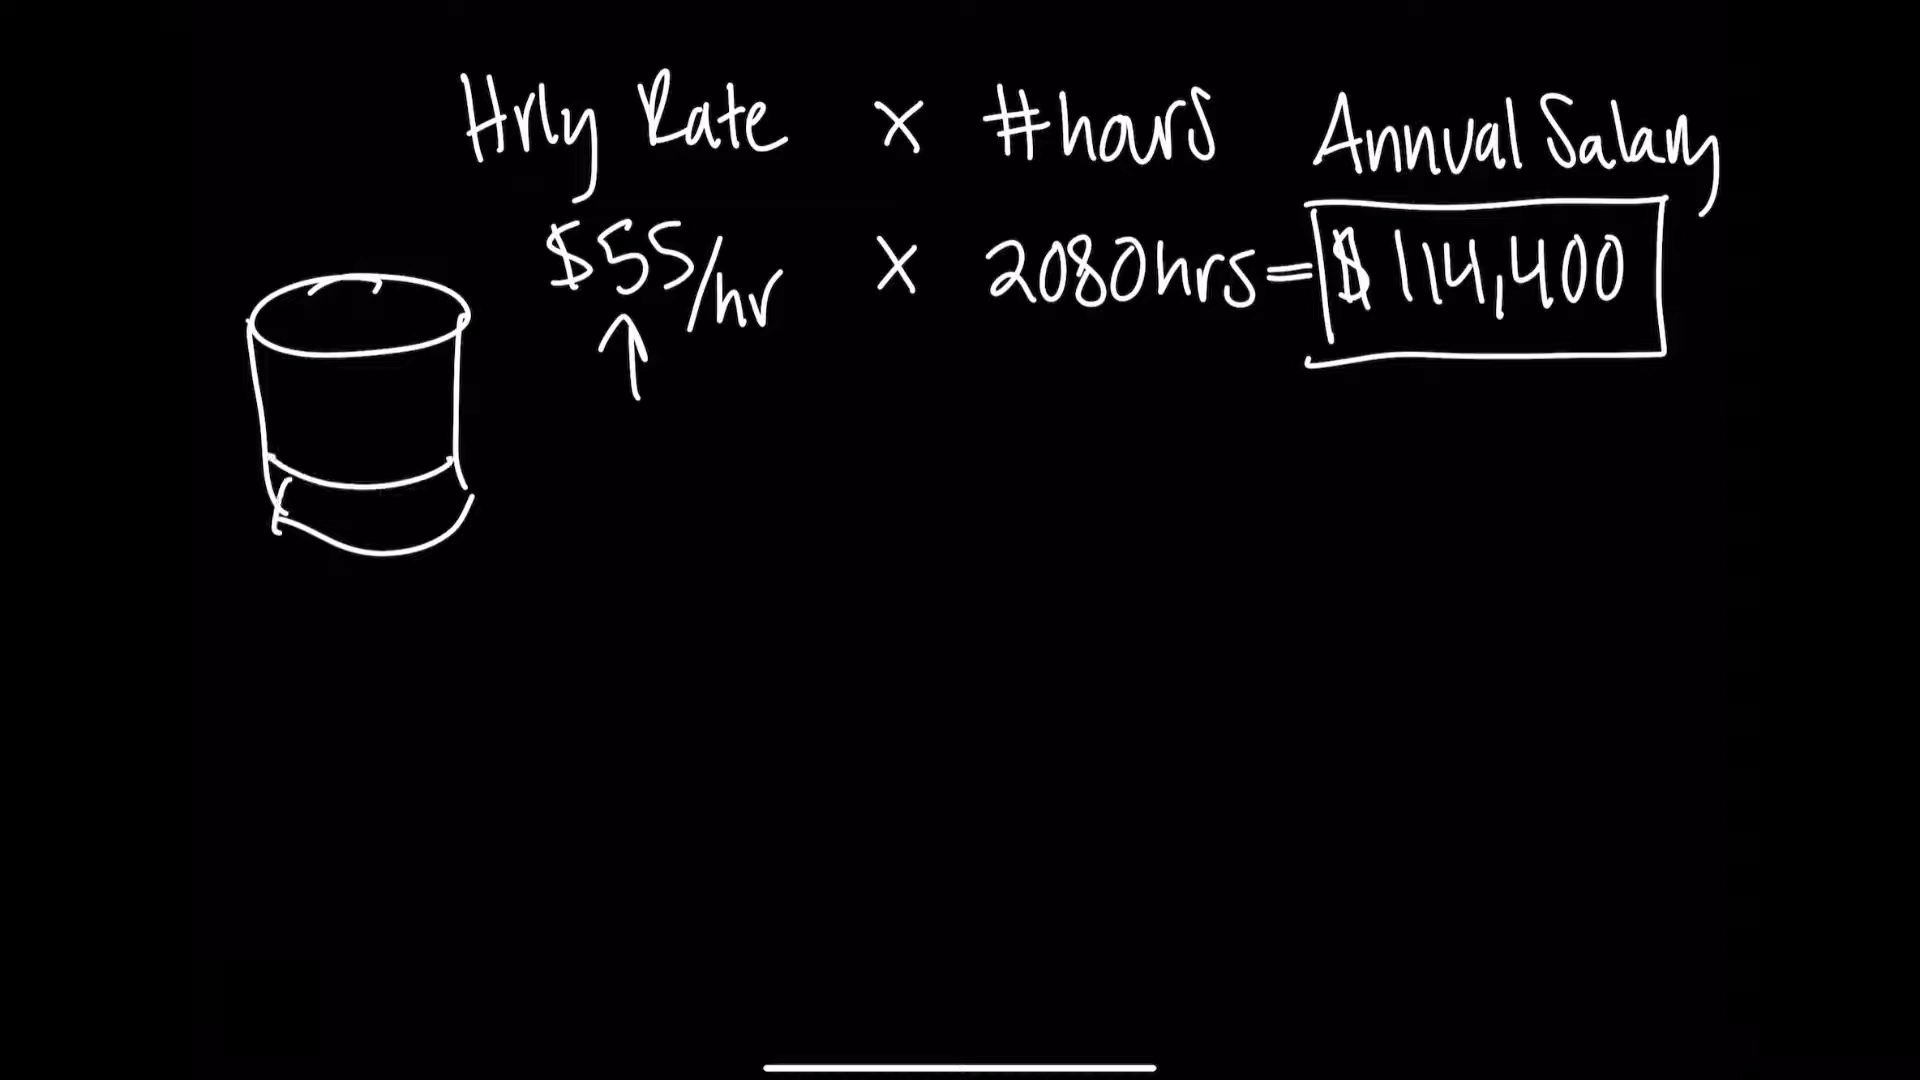 Hrly Rate x #hours Annual Salary
$55/hr x 2080hrs = $114,400